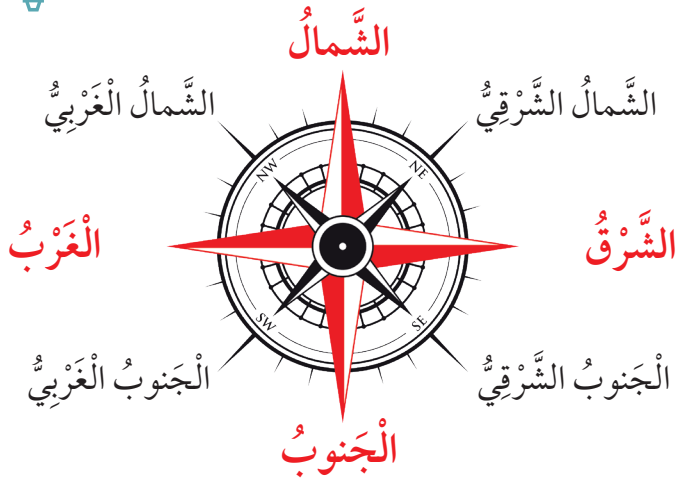 الشَّمالُ
الشَّمالُ الشَّرْقِيُّ
الشَّمالُ الْغَرْبِيُّ
NW
NE
الشَّرْقُ
الْغَرْبُ
SW
SE
الْجَنوبُ الشَّرْقِيُّ
الْجَنوبُ الْغَرْبِيُّ
الْجَنوبُ